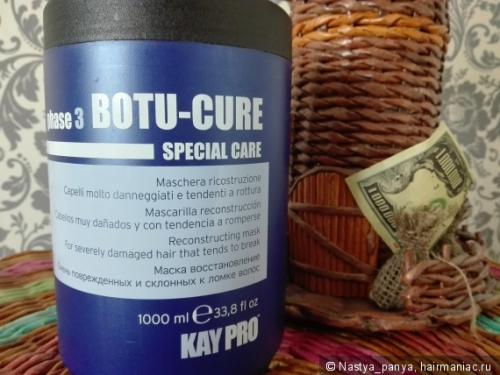 phase 3 BOTU-CURE
SPECIAL CARE
Maschera ricostruzione
Capelli molto danneggiati e tendenti a rottura
Mascarilla reconstrucción
Cabellos muy dañados y con tendencia a romperse
Reconstructing mask
For severely damaged hair that tends to break
Маска восстановление
поврежденных и склонных к ломке волос
1000 ml e 33,8 fl oz
KAY PRO
© Nastya_panya, hairmaniac.ru